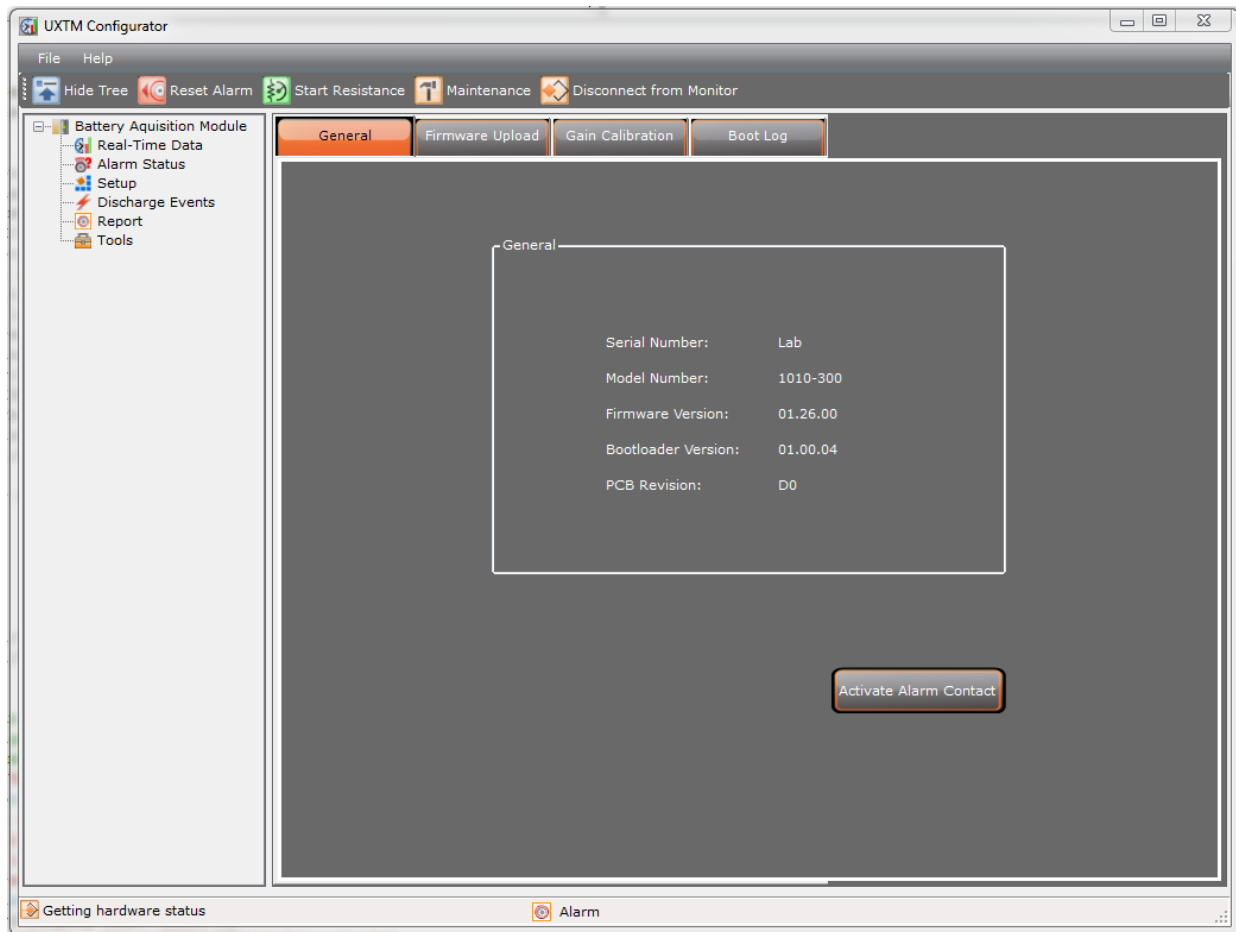 UXTM Configurator
File Help
Hide Tree Reset Alarm Start Resistance Maintenance Disconnect from Monitor
Battery Aquisition Module
Real-Time Data
Alarm Status
Setup
Discharge Events
Report
Tools
General Firmware Upload Gain Calibration Boot Log
General
Serial Number: Lab
Model Number: 1010-300
Firmware Version: 01.26.00
Bootloader Version: 01.00.04
PCB Revision: D0
Activate Alarm Contact
Getting hardware status Alarm